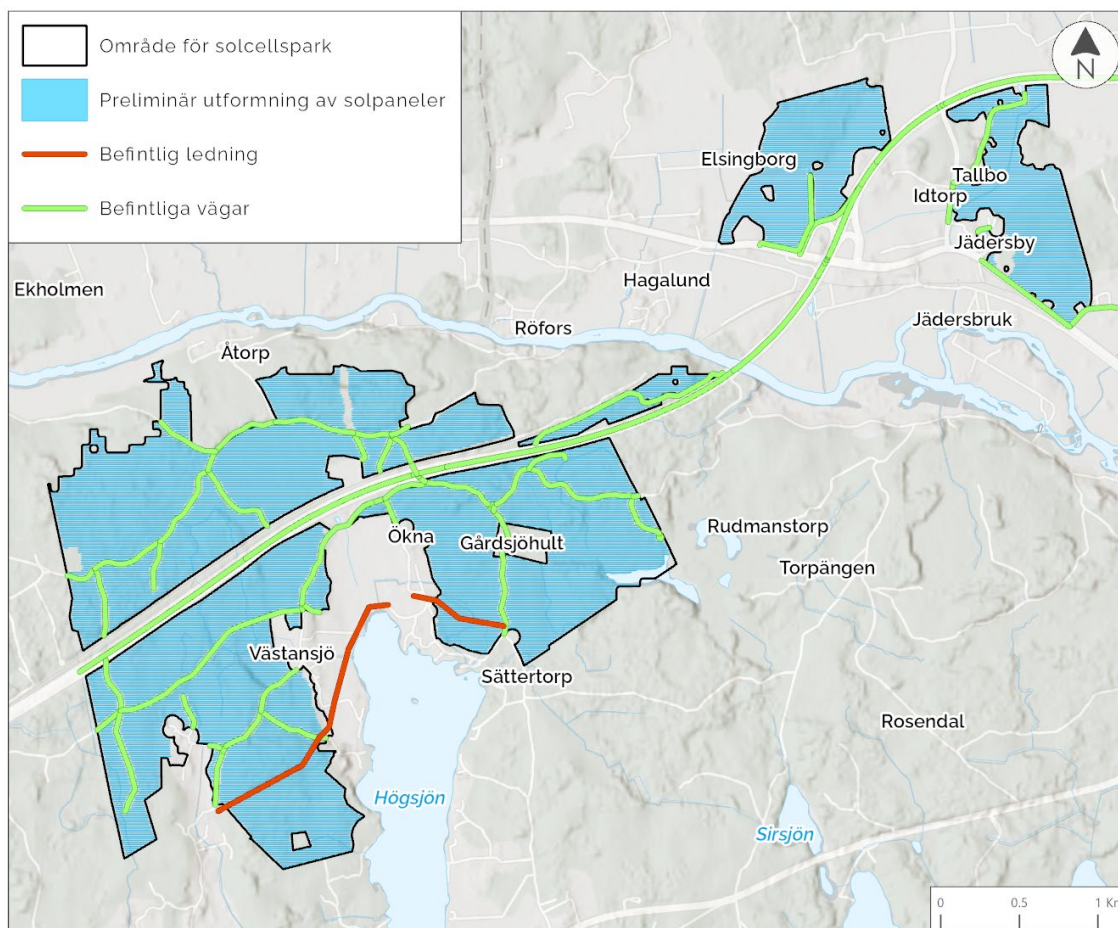 Område för solcellspark
Preliminär utformning av solpaneler
Befintlig ledning
Befintliga vägar
N
Elsingborg
Tallbo
Idtorp
Jädersby
Hagalund
Ekholmen
Jädersbruk
Röfors
Åtorp
Rudmanstorp
Ökna
Gårdsjöhult
Torpängen
Västansjö
Sättertorp
Rosendal
Högsjön
Sirsjön
0 0.5 1 Km